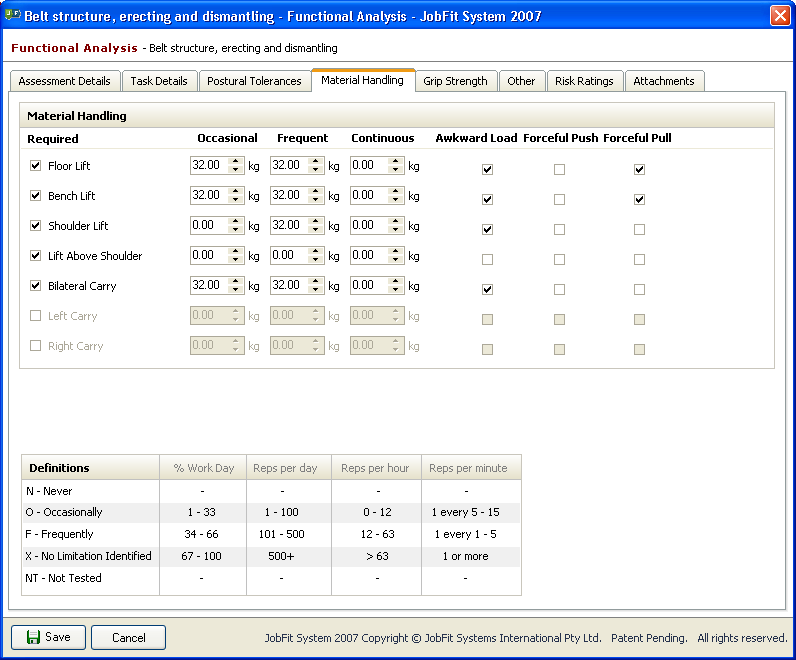 Belt structure, erecting and dismantling - Functional Analysis - JobFit System 2007
Functional Analysis - Belt structure, erecting and dismantling
Assessment Details Task Details Postural Tolerances Material Handling Grip Strength Other Risk Ratings Attachments
Material Handling
Required Occasional Frequent Continuous Awkward Load Forceful Push Forceful Pull
Floor Lift 32.00 kg 32.00 kg 0.00 kg
Bench Lift 32.00 kg 32.00 kg 0.00 kg
Shoulder Lift 0.00 kg 32.00 kg 0.00 kg
Lift Above Shoulder 0.00 kg 0.00 kg 0.00 kg
Bilateral Carry 32.00 kg 32.00 kg 0.00 kg
Left Carry 0.00 kg 0.00 kg 0.00 kg
Right Carry 0.00 kg 0.00 kg 0.00 kg
Definitions % Work Day Reps per day Reps per hour Reps per minute
N - Never - - - -
O - Occasionally 1 - 33 1 - 100 0 - 12 1 every 5 - 15
F - Frequently 34 - 66 101 - 500 12 - 63 1 every 1 - 5
X - No Limitation Identified 67 - 100 500+ > 63 1 or more
NT - Not Tested - - - -
Save Cancel JobFit System 2007 Copyright © JobFit Systems International Pty Ltd. Patent Pending. All rights reserved.